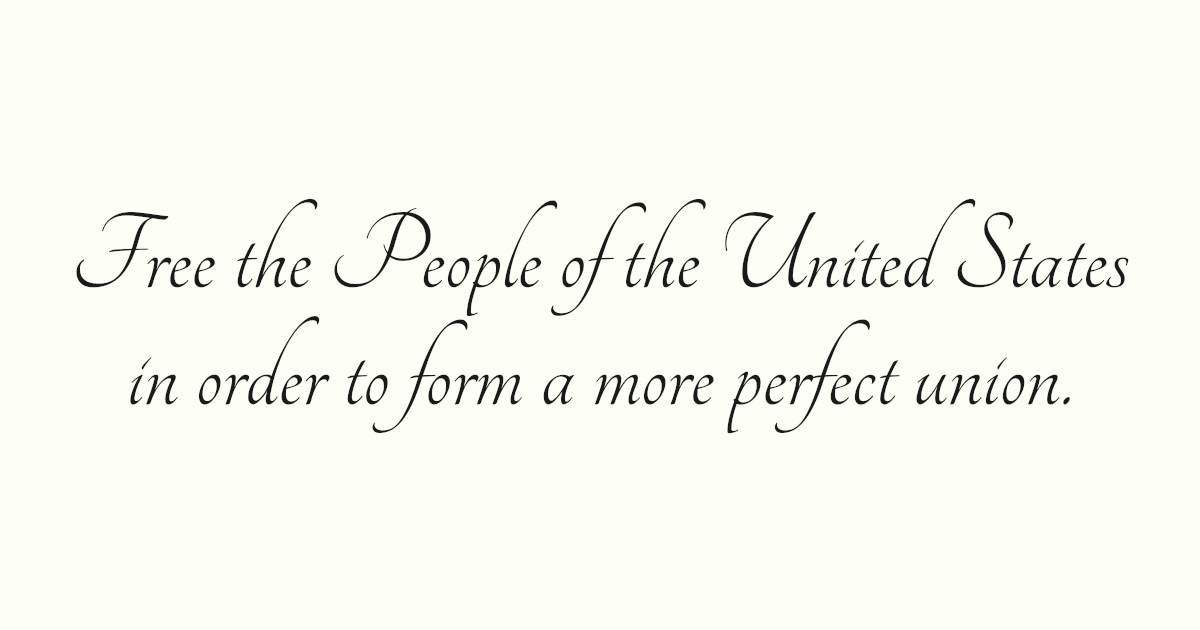 Free the People of the United States
in order to form a more perfect union.